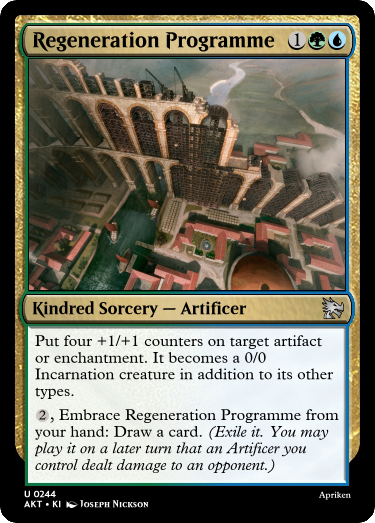 Regeneration Programme 1
Kindred Sorcery — Artificer
Put four +1/+1 counters on target artifact
or enchantment. It becomes a 0/0
Incarnation creature in addition to its other
types.
2, Embrace Regeneration Programme from
your hand: Draw a card. (Exile it. You may
play it on a later turn that an Artificer you
control dealt damage to an opponent.)
U 0244 Apriken
AKT • KI Joseph Nickson